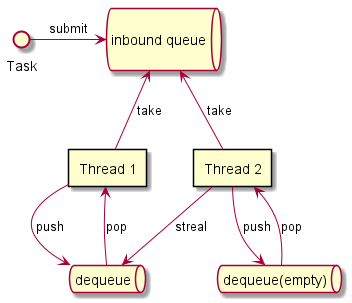 submit
inbound queue
Task
take
take
Thread 1
Thread 2
push
pop
streal
push
pop
dequeue
dequeue(empty)